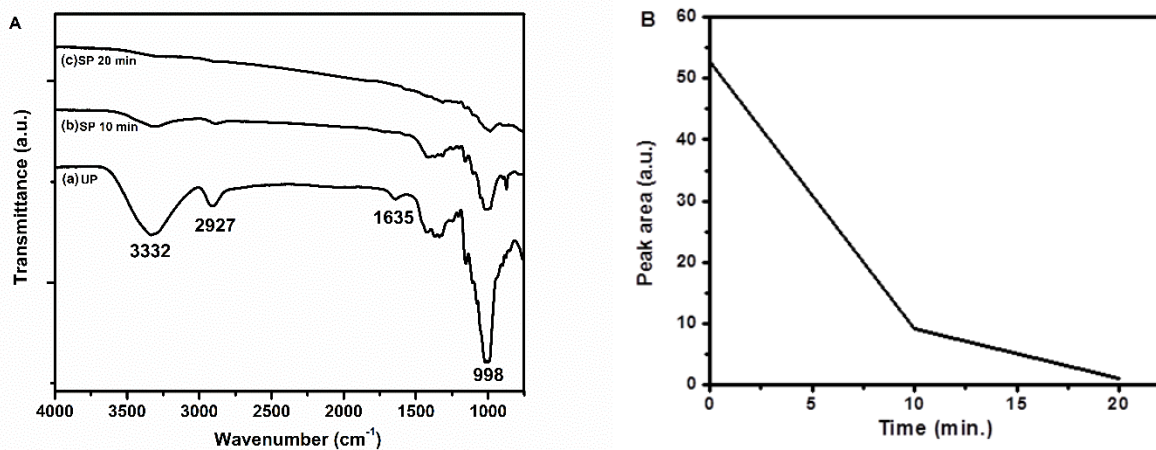 A
(c)SP 20 min
(b)SP 10 min
(a)UP
3332
2927
1635
998
Transmittance (a.u.)
4000 3500 3000 2500 2000 1500 1000
Wavenumber (cm⁻¹)
B
60
50
40
30
20
10
0
Peak area (a.u.)
0 5 10 15 20
Time (min.)